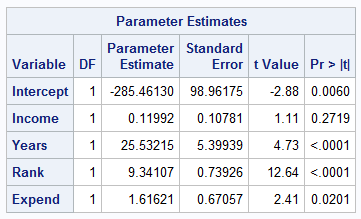 Parameter Estimates
Variable DF Parameter Estimate Standard Error t Value Pr > |t|
Intercept 1 -285.46130 98.96175 -2.88 0.0060
Income 1 0.11992 0.10781 1.11 0.2719
Years 1 25.53215 5.39939 4.73 <.0001
Rank 1 9.34107 0.73926 12.64 <.0001
Expend 1 1.61621 0.67057 2.41 0.0201